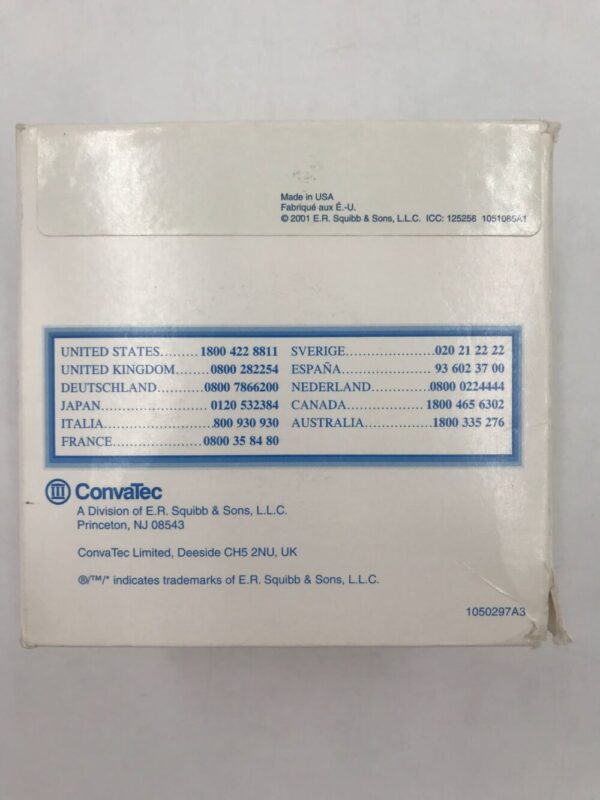 Made in USA
Fabriqué aux É.-U.
© 2001 E.R. Squibb & Sons, L.L.C. ICC: 125258 1051085A1
UNITED STATES......... 1800 422 8811
UNITED KINGDOM........0800 282254
DEUTSCHLAND............0800 7866200
JAPAN......................... 0120 532384
ITALIA..........................800 930 930
FRANCE.....................0800 35 84 80
SVERIGE.....................020 21 22 22
ESPAÑA...................... 93 602 37 00
NEDERLAND..............0800 0224444
CANADA....................1800 465 6302
AUSTRALIA................1800 335 276
ConvaTec
A Division of E.R. Squibb & Sons, L.L.C.
Princeton, NJ 08543
ConvaTec Limited, Deeside CH5 2NU, UK
®/™/* indicates trademarks of E.R. Squibb & Sons, L.L.C.
1050297A3